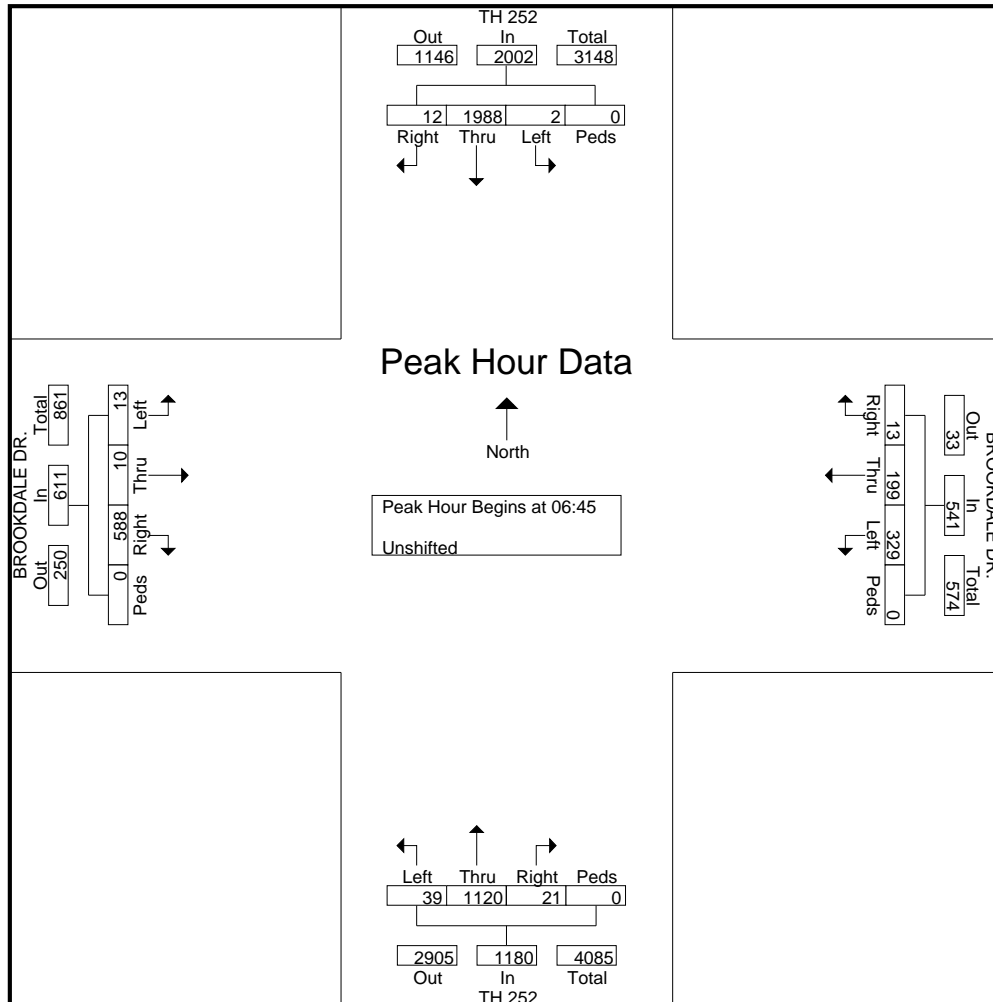 TH 252
Out In Total
1146 2002 3148
12 1988 2 0
Right Thru Left Peds
Peak Hour Data
North
Peak Hour Begins at 06:45
Unshifted
BROOKDALE DR.
Total In Out
861 611 250
13 10 588 0
Left Thru Right Peds
Right Thru Left Peds
13 199 329 0
Out In Total
33 541 574
BROOKDALE DR.
Left Thru Right Peds
39 1120 21 0
2905 1180 4085
Out In Total
TH 252